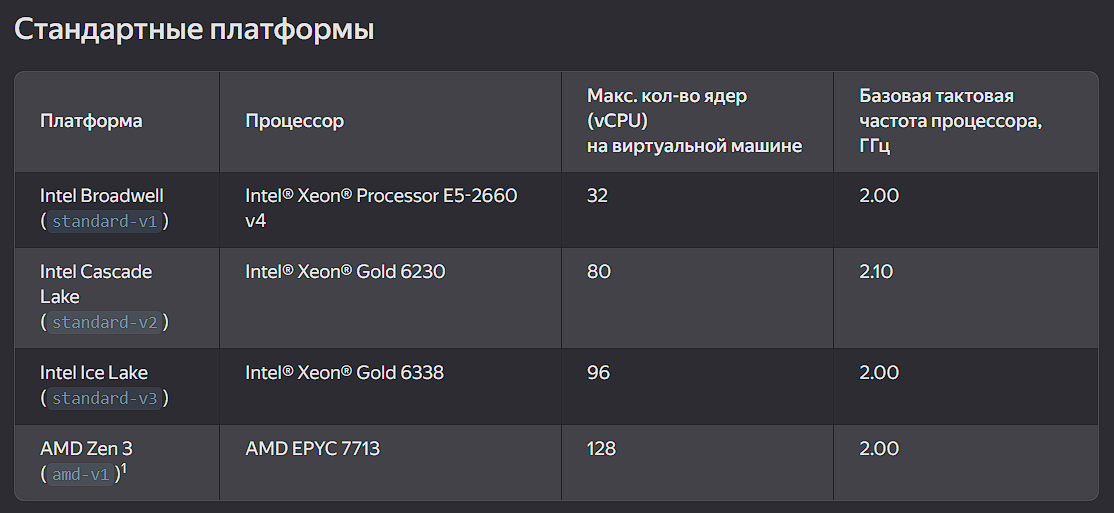 Стандартные платформы
Платформа
Процессор
Макс. кол-во ядер
(vCPU)
на виртуальной машине
Базовая тактовая
частота процессора,
ГГц
Intel Broadwell
(standard-v1)
Intel® Xeon® Processor E5-2660
v4
32
2.00
Intel Cascade
Lake
(standard-v2)
Intel® Xeon® Gold 6230
80
2.10
Intel Ice Lake
(standard-v3)
Intel® Xeon® Gold 6338
96
2.00
AMD Zen 3
(amd-v1)¹
AMD EPYC 7713
128
2.00